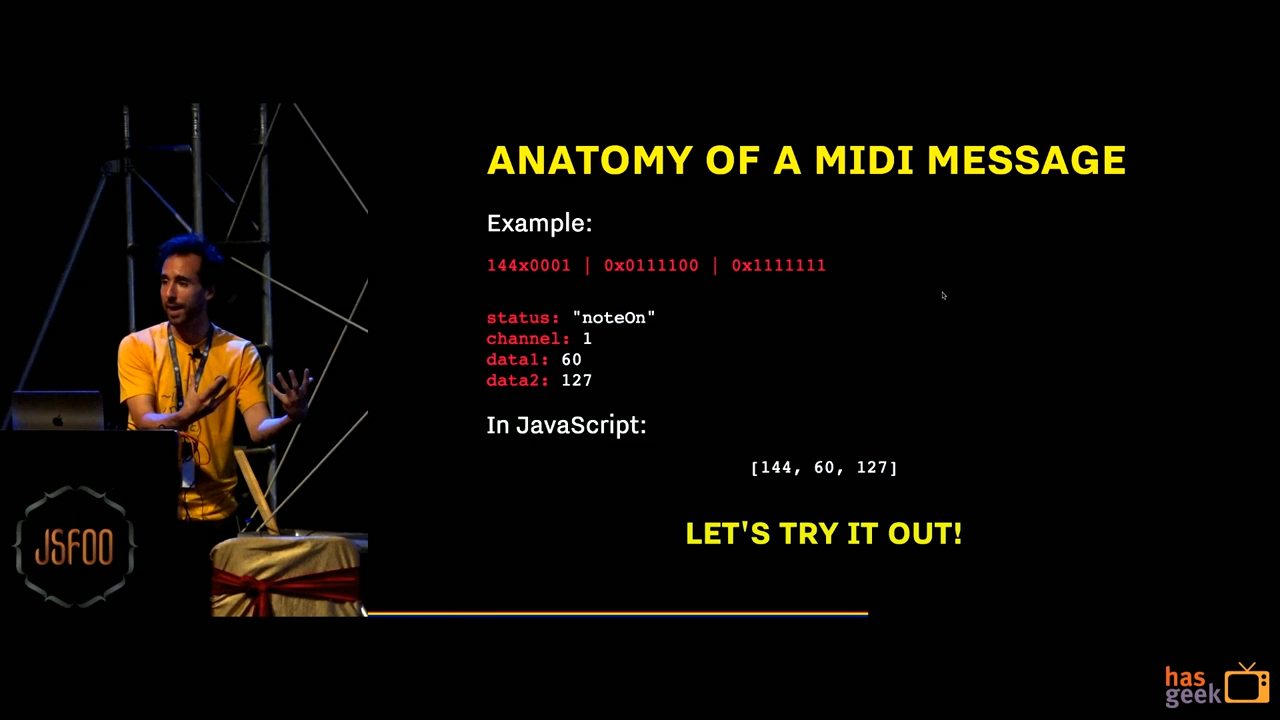 ANATOMY OF A MIDI MESSAGE
Example:
144x0001 | 0x0111100 | 0x1111111
status: "noteOn"
channel: 1
data1: 60
data2: 127
In JavaScript:
[144, 60, 127]
LET'S TRY IT OUT!
JSFOO
has
geek